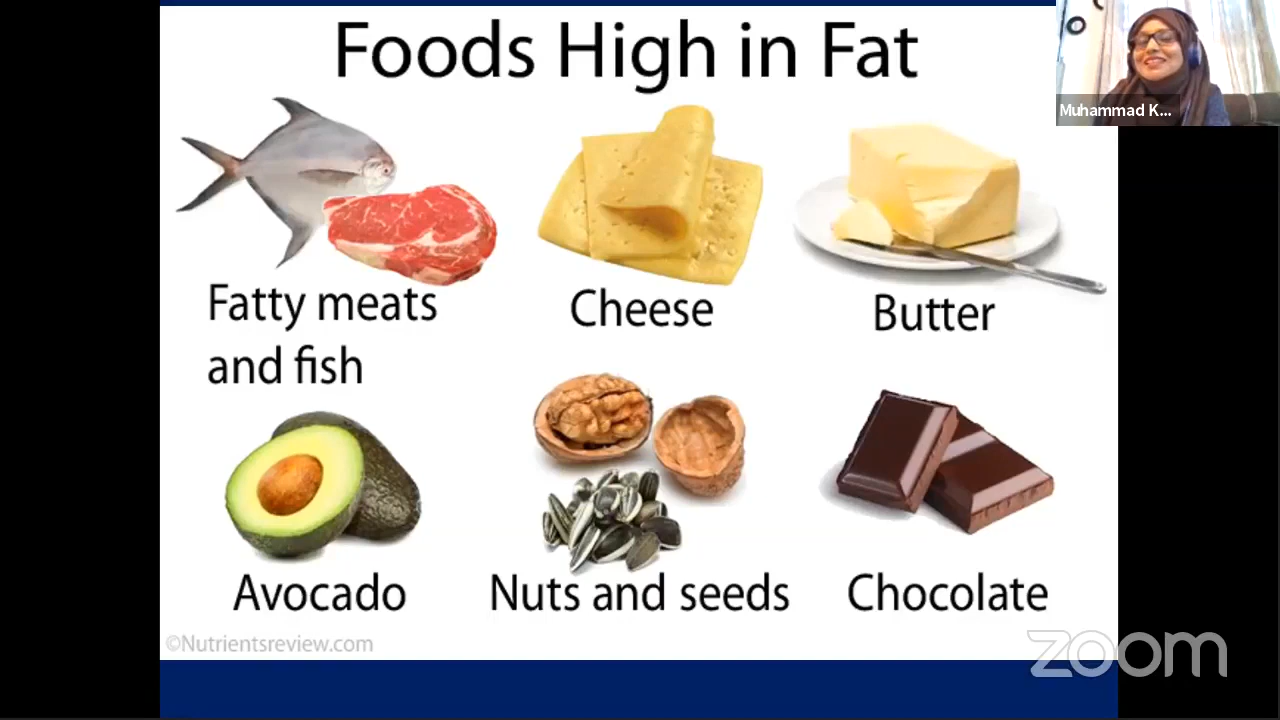 Foods High in Fat
Muhammad K...
Fatty meats
and fish
Cheese
Butter
Avocado
Nuts and seeds
Chocolate
©Nutrientsreview.com
zoom